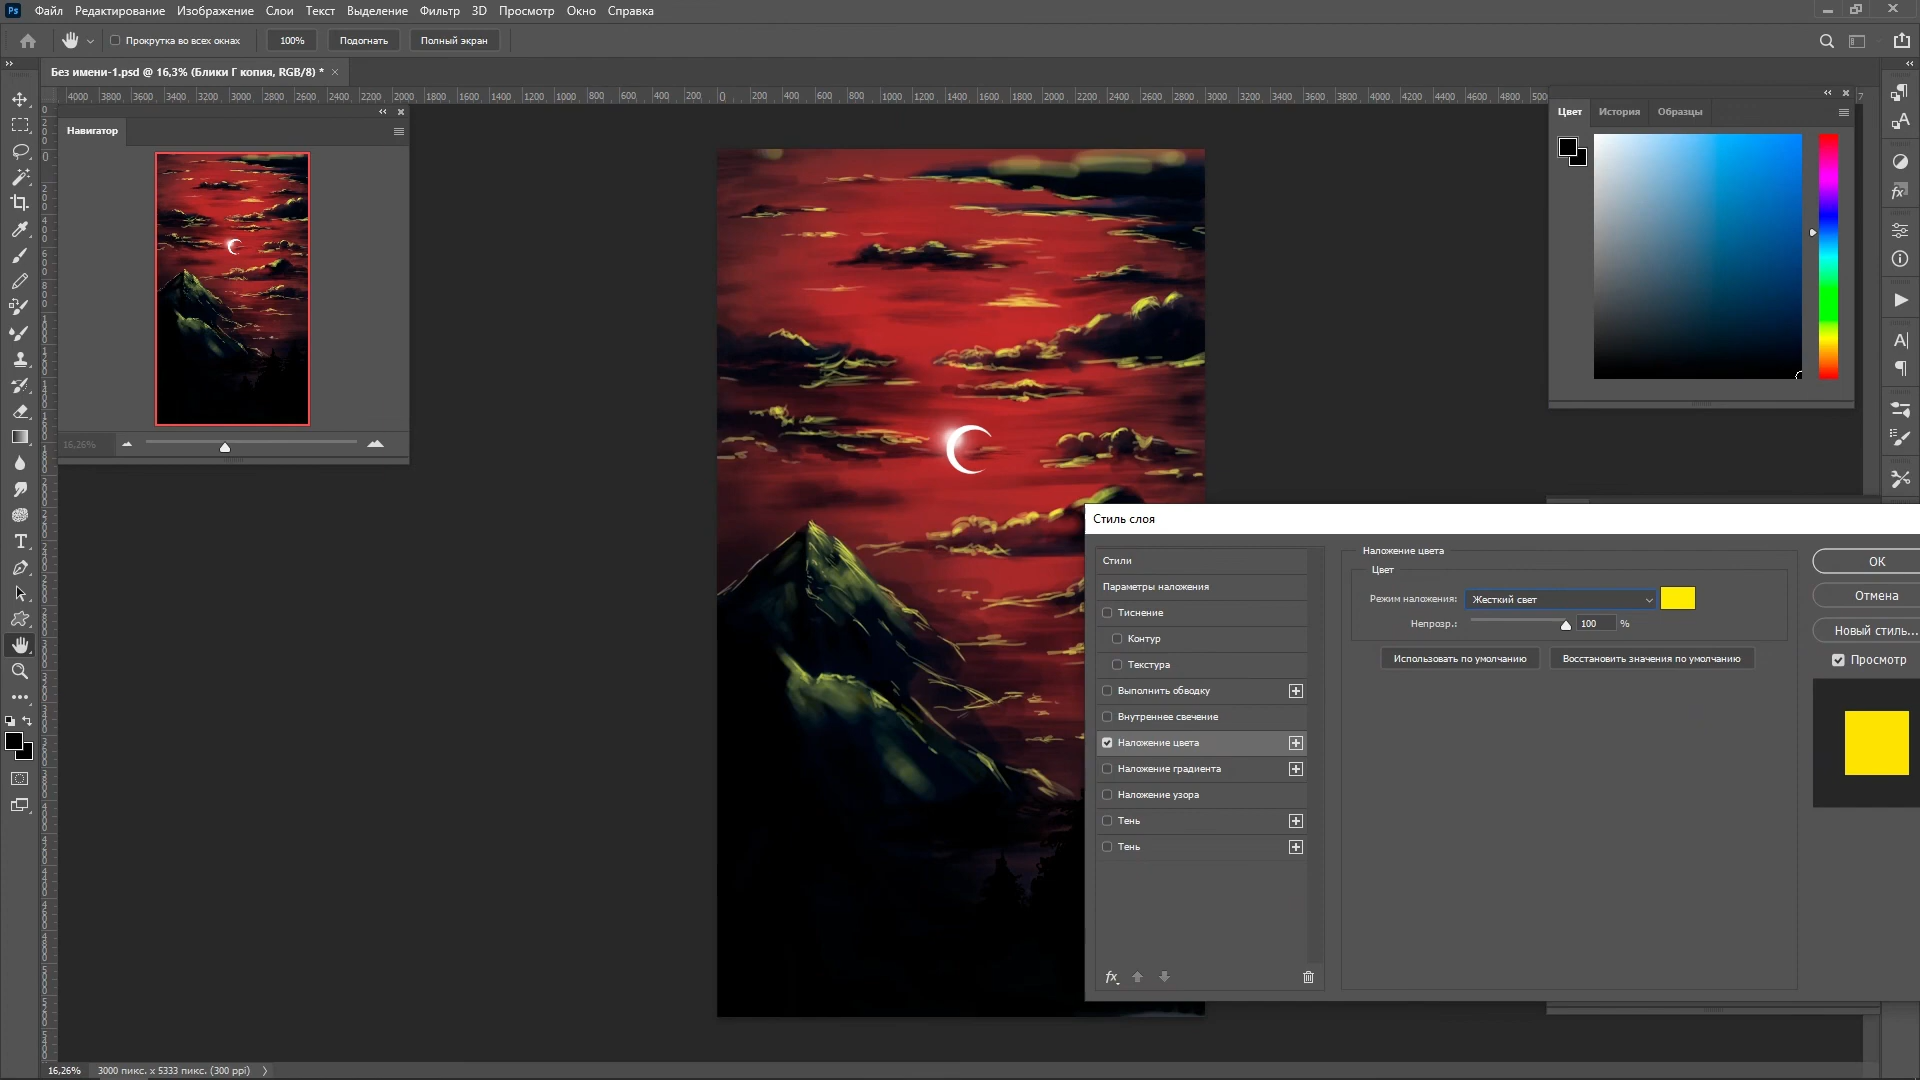 Ps Файл Редактирование Изображение Слои Текст Выделение Фильтр 3D Просмотр Окно Справка
Прокрутка во всех окнах 100% Подогнать Полный экран
Без имени-1.psd @ 16,3% (Блики Г копия, RGB/8) *
4000 3800 3600 3400 3200 3000 2800 2600 2400 2200 2000 1800 1600 1400 1200 1000 800 600 400 200 0 200 400 600 800 1000 1200 1400 1600 1800 2000 2200 2400 2600 2800 3000 3200 3400 3600 3800 4000 4200 4400 4600 4800 5000
Навигатор
16,26%
Цвет История Образцы
Стиль слоя
Стили
Параметры наложения
Тиснение
Контур
Текстура
Выполнить обводку
Внутреннее свечение
Наложение цвета
Наложение градиента
Наложение узора
Тень
Тень
fx
Наложение цвета
Цвет
Режим наложения: Жесткий свет
Непрозр.: 100 %
Использовать по умолчанию Восстановить значения по умолчанию
ОК
Отмена
Новый стиль...
Просмотр
16,26% 3000 пикс. x 5333 пикс. (300 ppi)